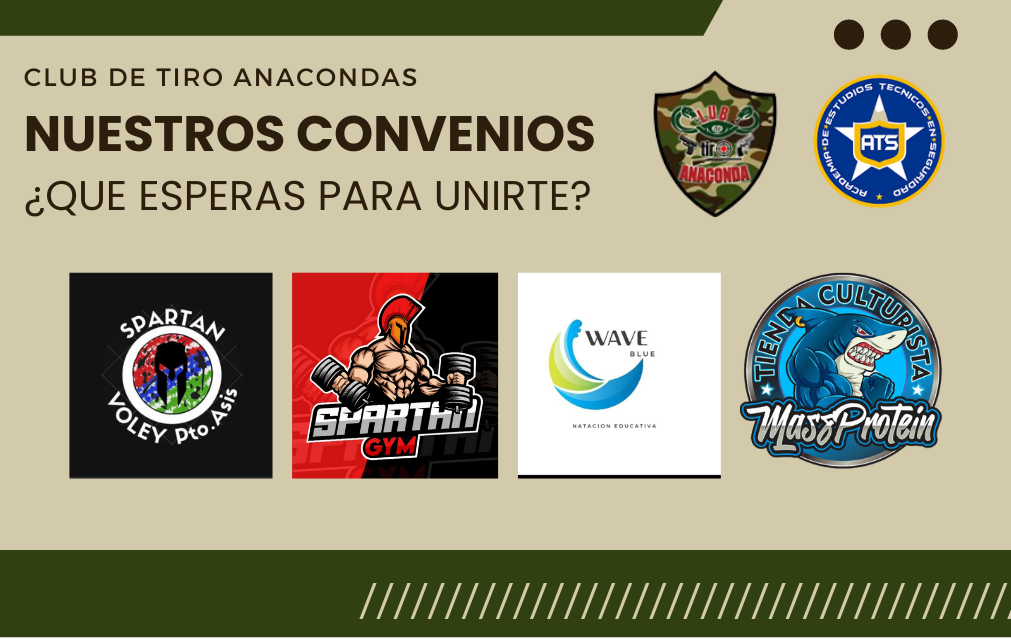 CLUB DE TIRO ANACONDAS
NUESTROS CONVENIOS
¿QUE ESPERAS PARA UNIRTE?
CLUB
tiro
ANACONDA
ACADEMIA DE ESTUDIOS TECNICOS EN SEGURIDAD
ATS
SPARTAN
VOLEY Pto.Asis
SPARTAN
GYM
WAVE
BLUE
NATACION EDUCATIVA
TIENDA CULTURISTA
MassProtein